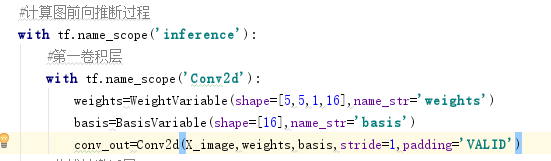 #计算图前向推断过程
with tf.name_scope('inference'):
#第一卷积层
with tf.name_scope('Conv2d'):
weights=WeightVariable(shape=[5,5,1,16],name_str='weights')
basis=BasisVariable(shape=[16],name_str='basis')
conv_out=Conv2d(X_image,weights,basis,stride=1,padding='VALID')